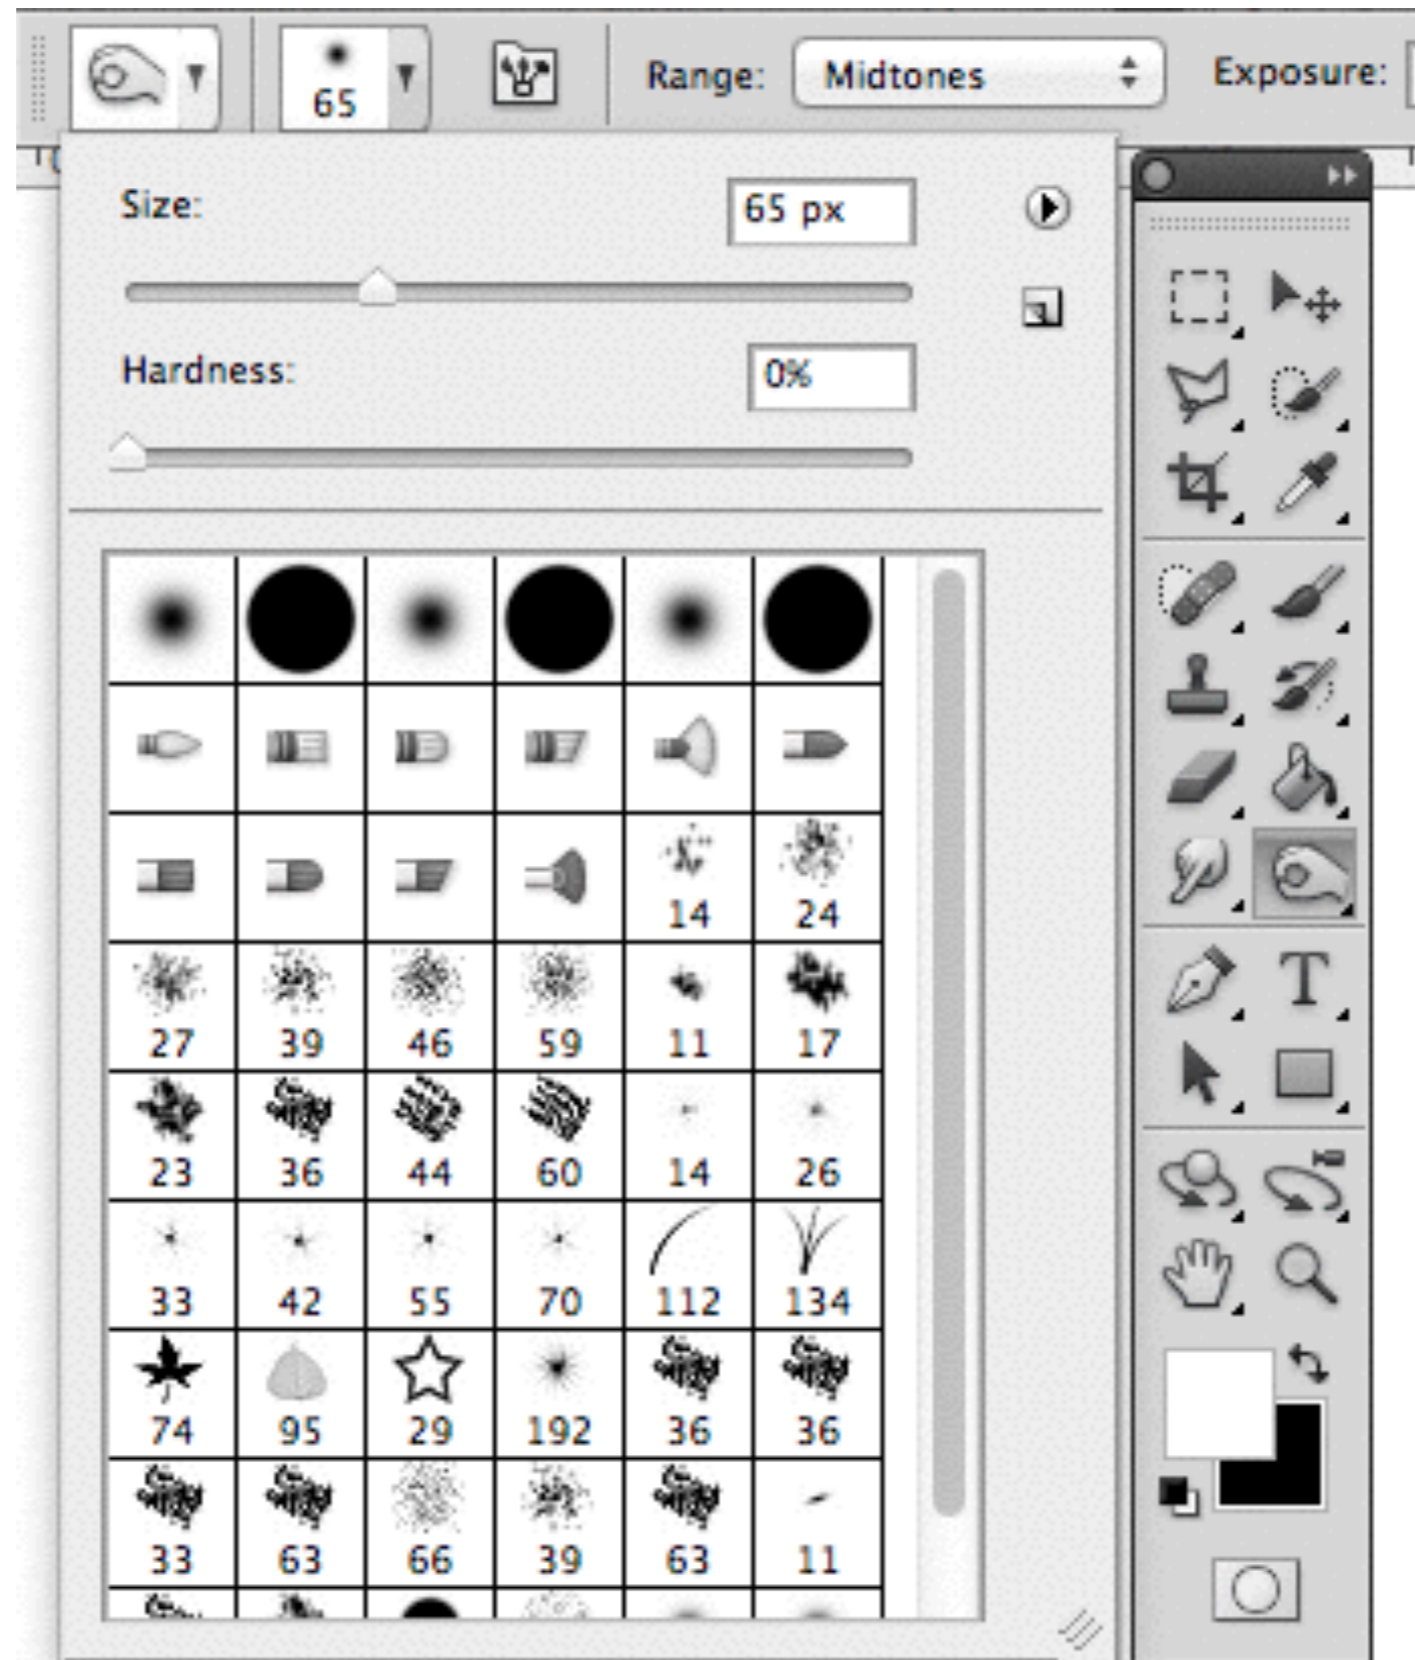 65
Range: Midtones Exposure:
Size: 65 px
Hardness: 0%
14 24
27 39 46 59 11 17
23 36 44 60 14 26
33 42 55 70 112 134
74 95 29 192 36 36
33 63 66 39 63 11
T